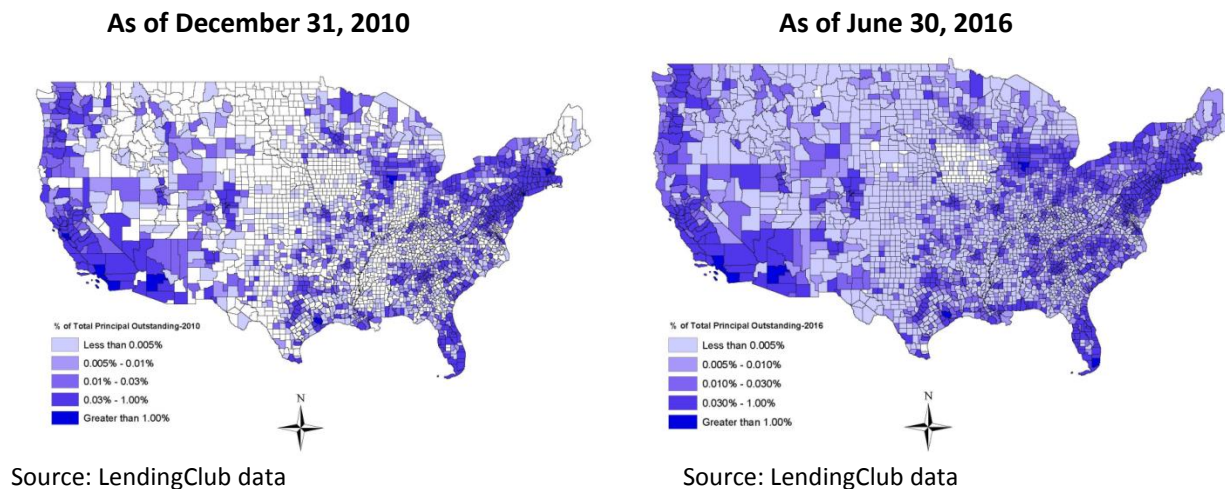 As of December 31, 2010
As of June 30, 2016
% of Total Principal Outstanding-2010
Less than 0.005%
0.005% - 0.01%
0.01% - 0.03%
0.03% - 1.00%
Greater than 1.00%
N
% of Total Principal Outstanding-2016
Less than 0.005%
0.005% - 0.010%
0.010% - 0.030%
0.030% - 1.00%
Greater than 1.00%
N
Source: LendingClub data
Source: LendingClub data